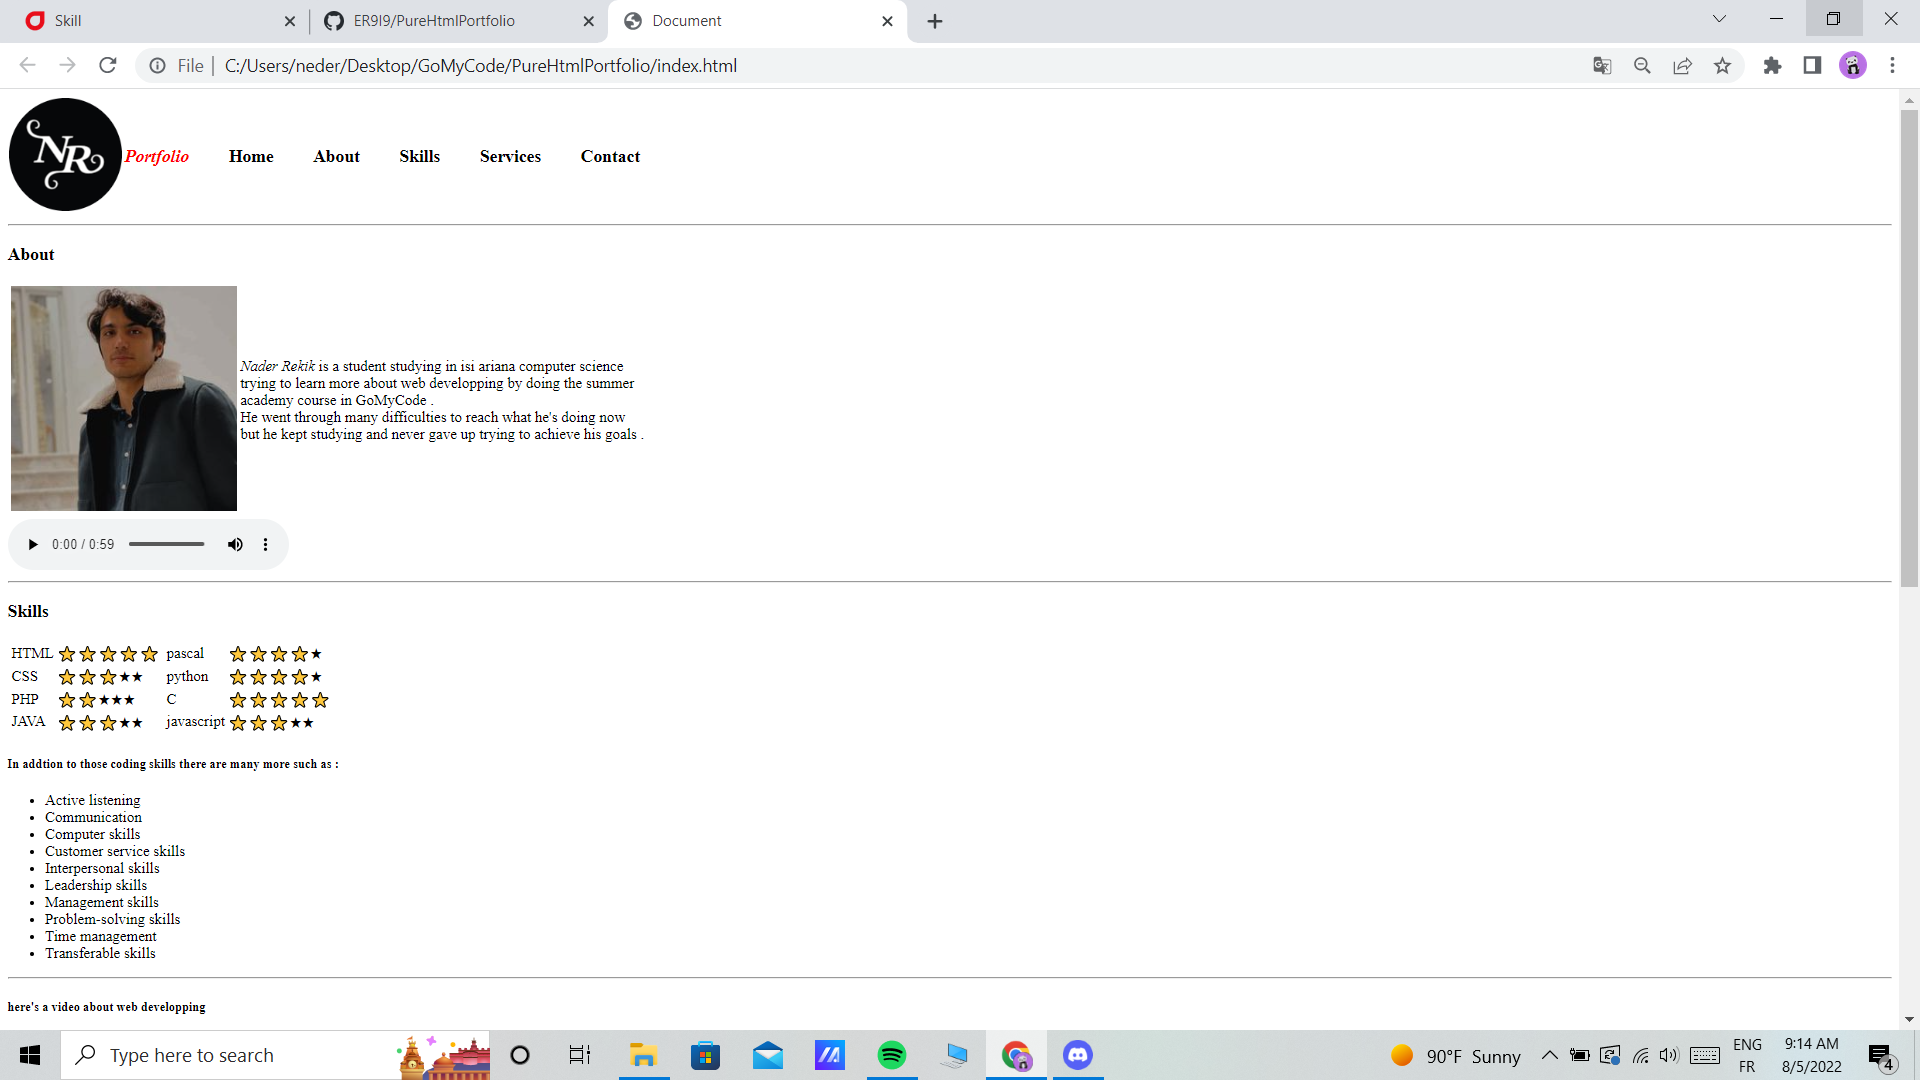 Skill
ER9I9/PureHtmlPortfolio
Document
File | C:/Users/neder/Desktop/GoMyCode/PureHtmlPortfolio/index.html
NR
Portfolio Home About Skills Services Contact
About
Nader Rekik is a student studying in isi ariana computer science
trying to learn more about web developping by doing the summer
academy course in GoMyCode .
He went through many difficulties to reach what he's doing now
but he kept studying and never gave up trying to achieve his goals .
0:00 / 0:59
Skills
HTML ⭐⭐⭐⭐⭐ pascal ⭐⭐⭐⭐★
CSS ⭐⭐⭐★★ python ⭐⭐⭐⭐★
PHP ⭐⭐★★★ C ⭐⭐⭐⭐⭐
JAVA ⭐⭐⭐★★ javascript ⭐⭐⭐★★
In addtion to those coding skills there are many more such as :
• Active listening
• Communication
• Computer skills
• Customer service skills
• Interpersonal skills
• Leadership skills
• Management skills
• Problem-solving skills
• Time management
• Transferable skills
here's a video about web developping
Type here to search
90°F Sunny
ENG
FR
9:14 AM
8/5/2022
4